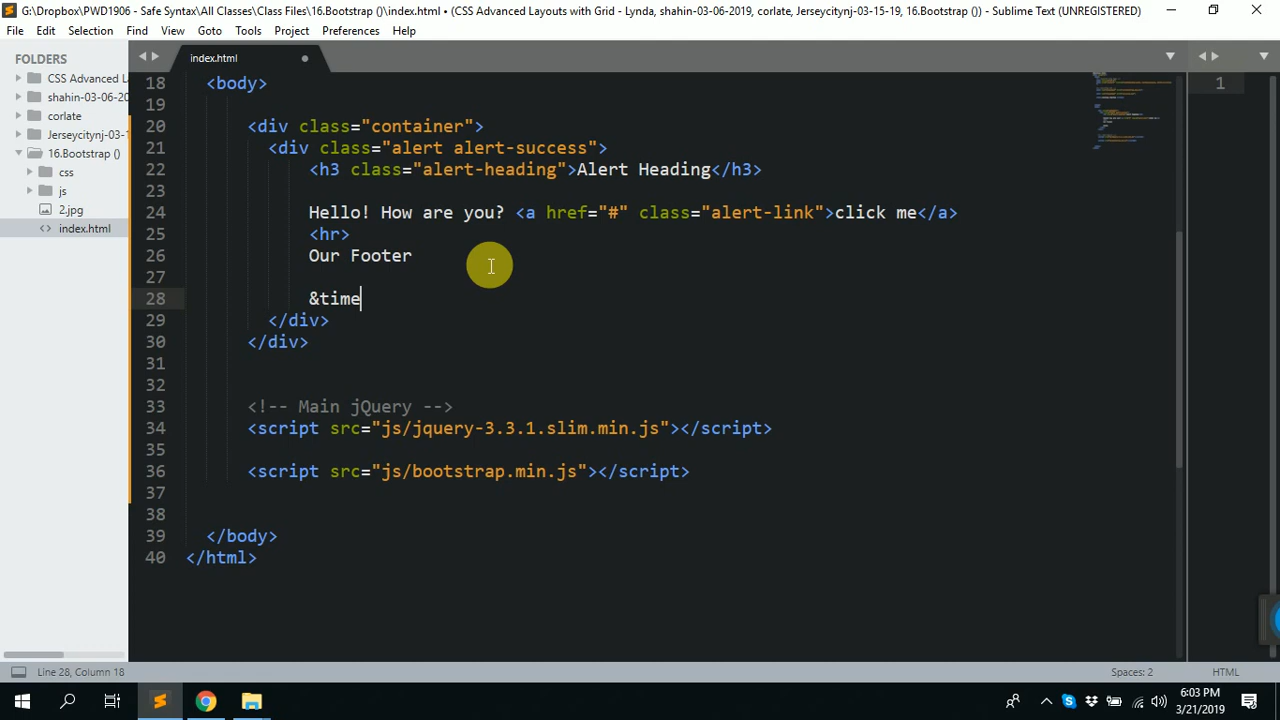 G:\Dropbox\PWD1906 - Safe Syntax\All Classes\Class Files\16.Bootstrap ()\index.html • (CSS Advanced Layouts with Grid - Lynda, shahin-03-06-2019, corlate, Jerseycitynj-03-15-19, 16.Bootstrap ()) - Sublime Text (UNREGISTERED)
File Edit Selection Find View Goto Tools Project Preferences Help
FOLDERS
CSS Advanced La
shahin-03-06-20
corlate
Jerseycitynj-03-1
16.Bootstrap ()
css
js
2.jpg
index.html
index.html
18 <body>
19
20 <div class="container">
21 <div class="alert alert-success">
22 <h3 class="alert-heading">Alert Heading</h3>
23
24 Hello! How are you? <a href="#" class="alert-link">click me</a>
25 <hr>
26 Our Footer
27
28 &time
29 </div>
30 </div>
31
32
33 <!-- Main jQuery -->
34 <script src="js/jquery-3.3.1.slim.min.js"></script>
35
36 <script src="js/bootstrap.min.js"></script>
37
38
39 </body>
40 </html>
1
Line 28, Column 18
Spaces: 2
HTML
6:03 PM
3/21/2019